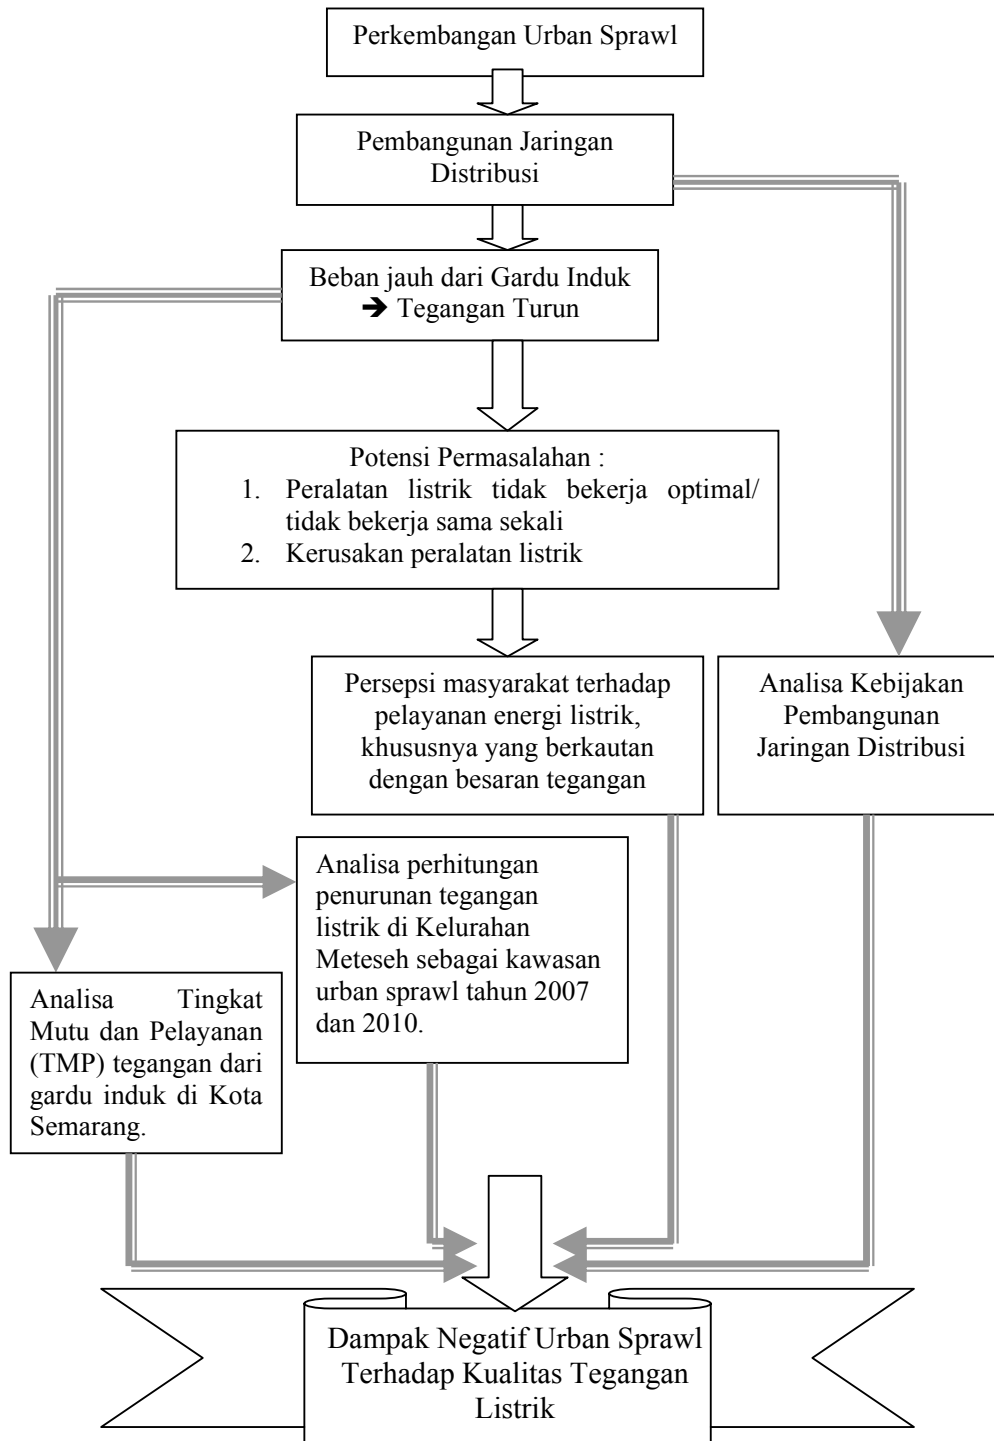 Perkembangan Urban Sprawl
Pembangunan Jaringan
Distribusi
Beban jauh dari Gardu Induk
➔ Tegangan Turun
Potensi Permasalahan :
1. Peralatan listrik tidak bekerja optimal/
tidak bekerja sama sekali
2. Kerusakan peralatan listrik
Persepsi masyarakat terhadap
pelayanan energi listrik,
khususnya yang berkautan
dengan besaran tegangan
Analisa Kebijakan
Pembangunan
Jaringan Distribusi
Analisa perhitungan
penurunan tegangan
listrik di Kelurahan
Meteseh sebagai kawasan
urban sprawl tahun 2007
dan 2010.
Analisa Tingkat
Mutu dan Pelayanan
(TMP) tegangan dari
gardu induk di Kota
Semarang.
Dampak Negatif Urban Sprawl
Terhadap Kualitas Tegangan
Listrik